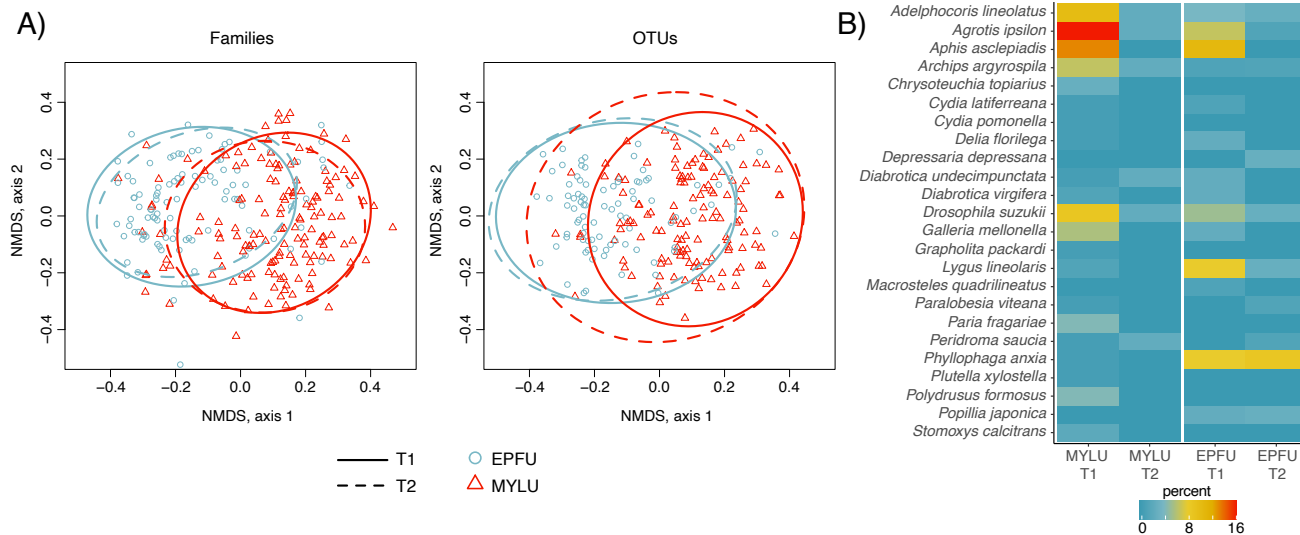 A)
Families
NMDS, axis 2
0.4
0.2
0.0
−0.2
−0.4
−0.4
−0.2
0.0
0.2
0.4
NMDS, axis 1
OTUs
NMDS, axis 2
0.4
0.2
0.0
−0.2
−0.4
−0.4
−0.2
0.0
0.2
0.4
NMDS, axis 1
T1
T2
EPFU
MYLU
B)
Adelphocoris lineolatus
Agrotis ipsilon
Aphis asclepiadis
Archips argyrospila
Chrysoteuchia topiarius
Cydia latiferreana
Cydia pomonella
Delia florilega
Depressaria depressana
Diabrotica undecimpunctata
Diabrotica virgifera
Drosophila suzukii
Galleria mellonella
Grapholita packardi
Lygus lineolaris
Macrosteles quadrilineatus
Paralobesia viteana
Paria fragariae
Peridroma saucia
Phyllophaga anxia
Plutella xylostella
Polydrusus formosus
Popillia japonica
Stomoxys calcitrans
MYLU MYLU EPFU EPFU
T1 T2 T1 T2
percent
0 8 16